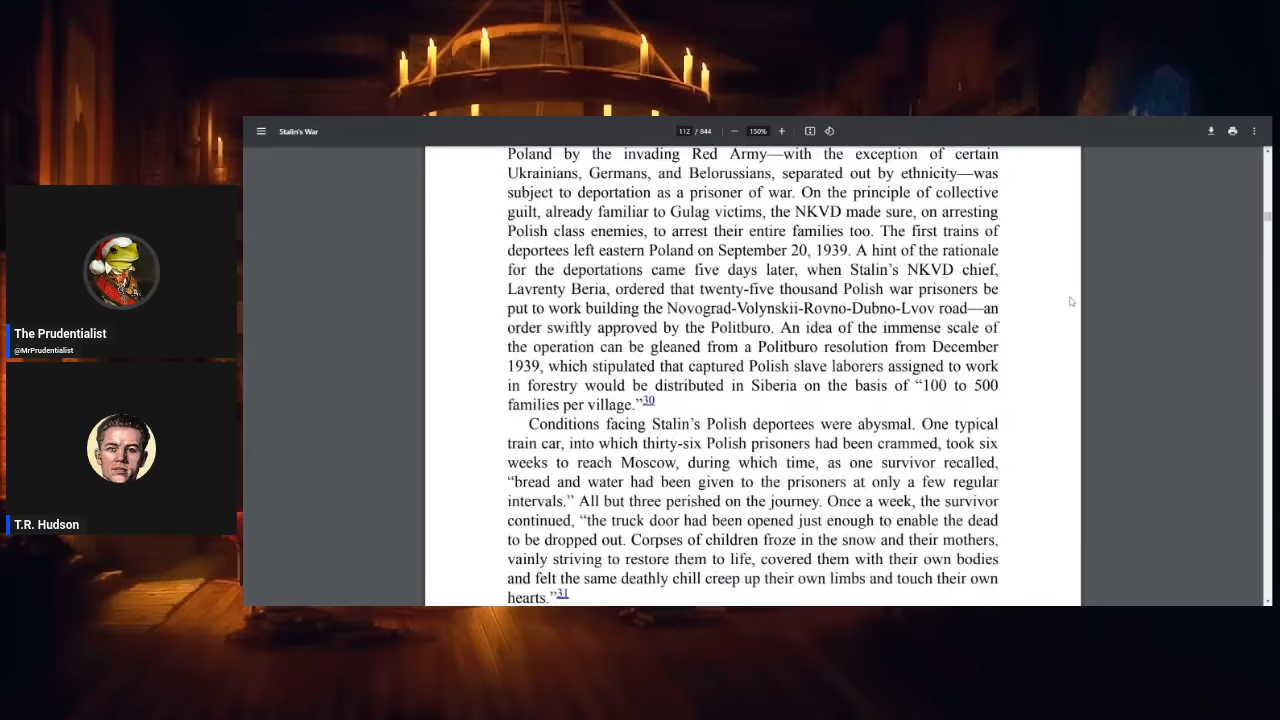 Stalin's War
112 / 844
150%
Poland by the invading Red Army—with the exception of certain
Ukrainians, Germans, and Belorussians, separated out by ethnicity—was
subject to deportation as a prisoner of war. On the principle of collective
guilt, already familiar to Gulag victims, the NKVD made sure, on arresting
Polish class enemies, to arrest their entire families too. The first trains of
deportees left eastern Poland on September 20, 1939. A hint of the rationale
for the deportations came five days later, when Stalin's NKVD chief,
Lavrenty Beria, ordered that twenty-five thousand Polish war prisoners be
put to work building the Novograd-Volynskii-Rovno-Dubno-Lvov road—an
order swiftly approved by the Politburo. An idea of the immense scale of
the operation can be gleaned from a Politburo resolution from December
1939, which stipulated that captured Polish slave laborers assigned to work
in forestry would be distributed in Siberia on the basis of “100 to 500
families per village.”30
Conditions facing Stalin's Polish deportees were abysmal. One typical
train car, into which thirty-six Polish prisoners had been crammed, took six
weeks to reach Moscow, during which time, as one survivor recalled,
“bread and water had been given to the prisoners at only a few regular
intervals.” All but three perished on the journey. Once a week, the survivor
continued, “the truck door had been opened just enough to enable the dead
to be dropped out. Corpses of children froze in the snow and their mothers,
vainly striving to restore them to life, covered them with their own bodies
and felt the same deathly chill creep up their own limbs and touch their own
hearts.”31
The Prudentialist
@MrPrudentialist
T.R. Hudson